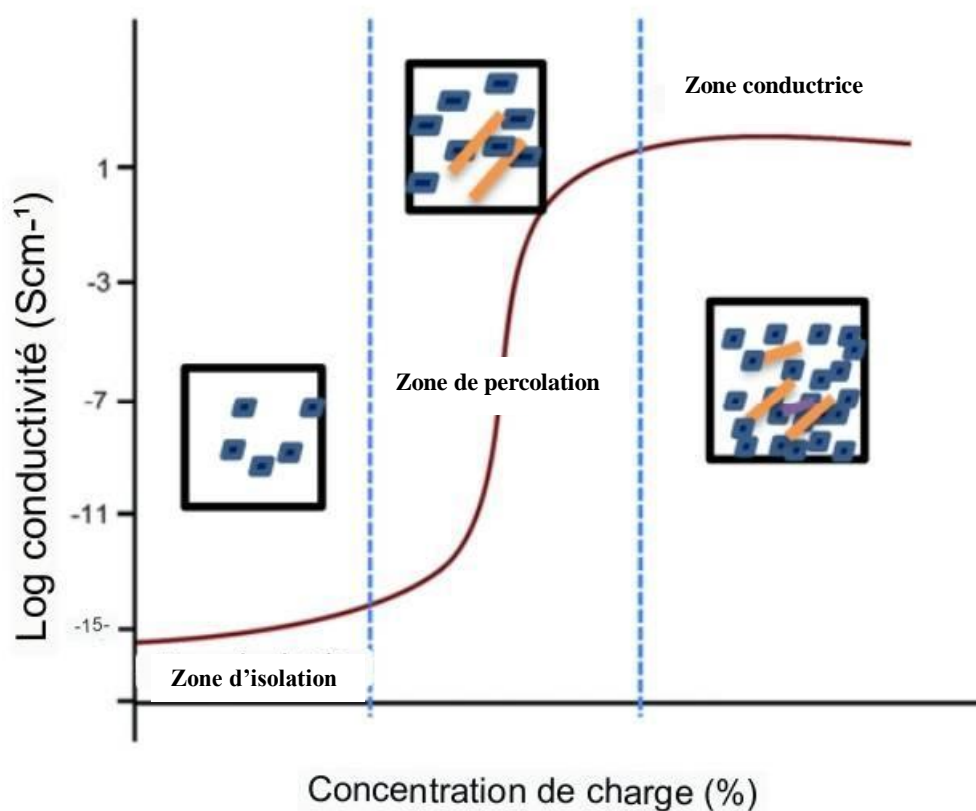 Zone conductrice
1
-3
Zone de percolation
-7
-11
-15-
Zone d’isolation
Log conductivité (Scm-¹)
Concentration de charge (%)